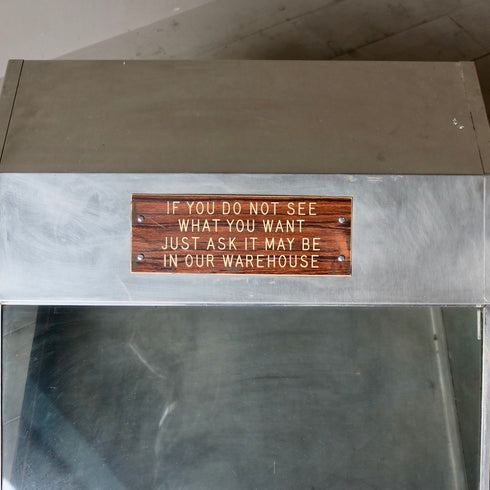 IF YOU DO NOT SEE
WHAT YOU WANT
JUST ASK IT MAY BE
IN OUR WAREHOUSE